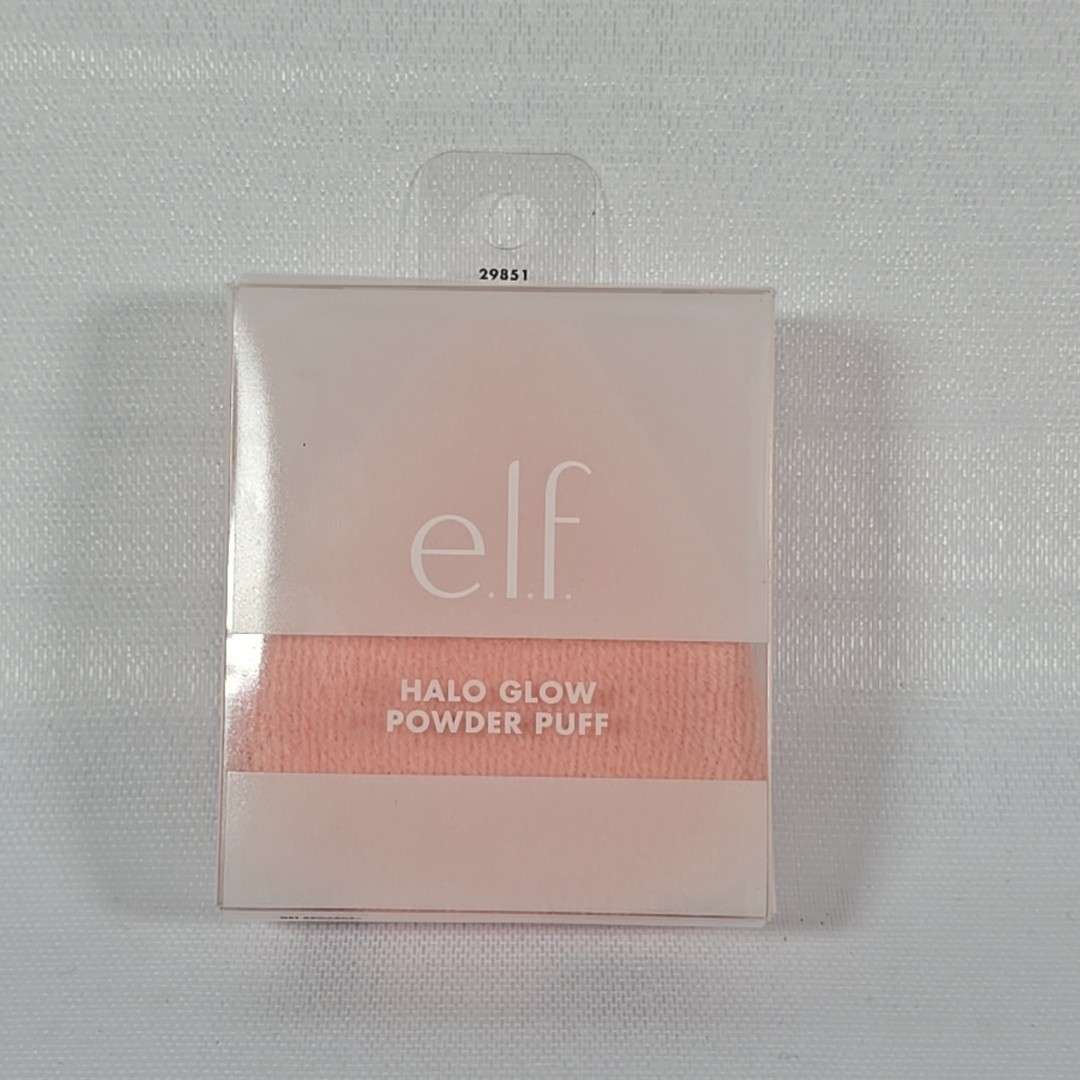 29851
e.l.f.
HALO GLOW
POWDER PUFF